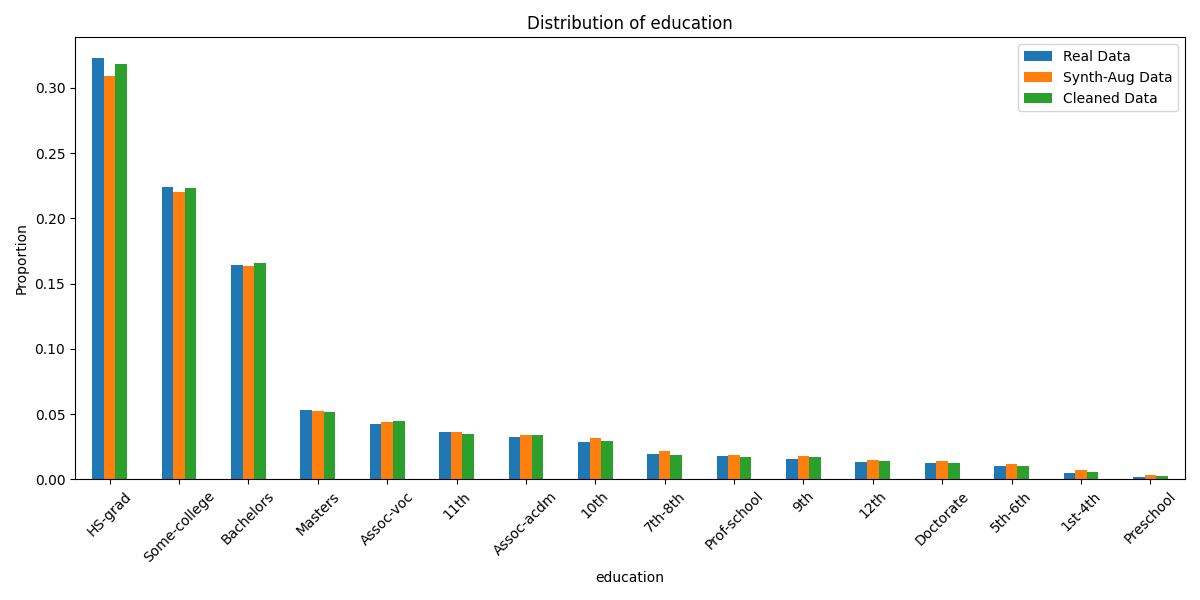 Distribution of education
Real Data
Synth-Aug Data
Cleaned Data
Proportion
0.30
0.25
0.20
0.15
0.10
0.05
0.00
HS-grad
Some-college
Bachelors
Masters
Assoc-voc
11th
Assoc-acdm
10th
7th-8th
Prof-school
9th
12th
Doctorate
5th-6th
1st-4th
Preschool
education